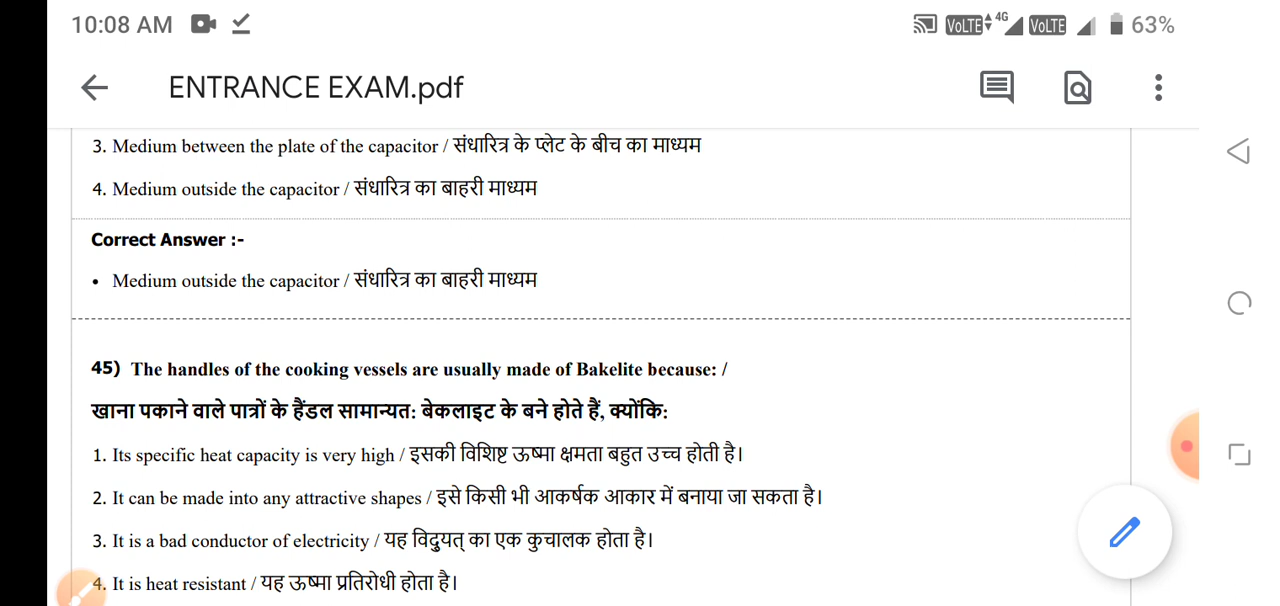 10:08 AM VoLTE 4G VoLTE 63%
ENTRANCE EXAM.pdf
3. Medium between the plate of the capacitor / संधारित्र के प्लेट के बीच का माध्यम
4. Medium outside the capacitor / संधारित्र का बाहरी माध्यम
Correct Answer :-
• Medium outside the capacitor / संधारित्र का बाहरी माध्यम
45) The handles of the cooking vessels are usually made of Bakelite because: /
खाना पकाने वाले पात्रों के हैंडल सामान्यत: बेकलाइट के बने होते हैं, क्योंकि:
1. Its specific heat capacity is very high / इसकी विशिष्ट ऊष्मा क्षमता बहुत उच्च होती है।
2. It can be made into any attractive shapes / इसे किसी भी आकर्षक आकार में बनाया जा सकता है।
3. It is a bad conductor of electricity / यह विदुयत् का एक कुचालक होता है।
4. It is heat resistant / यह ऊष्मा प्रतिरोधी होता है।